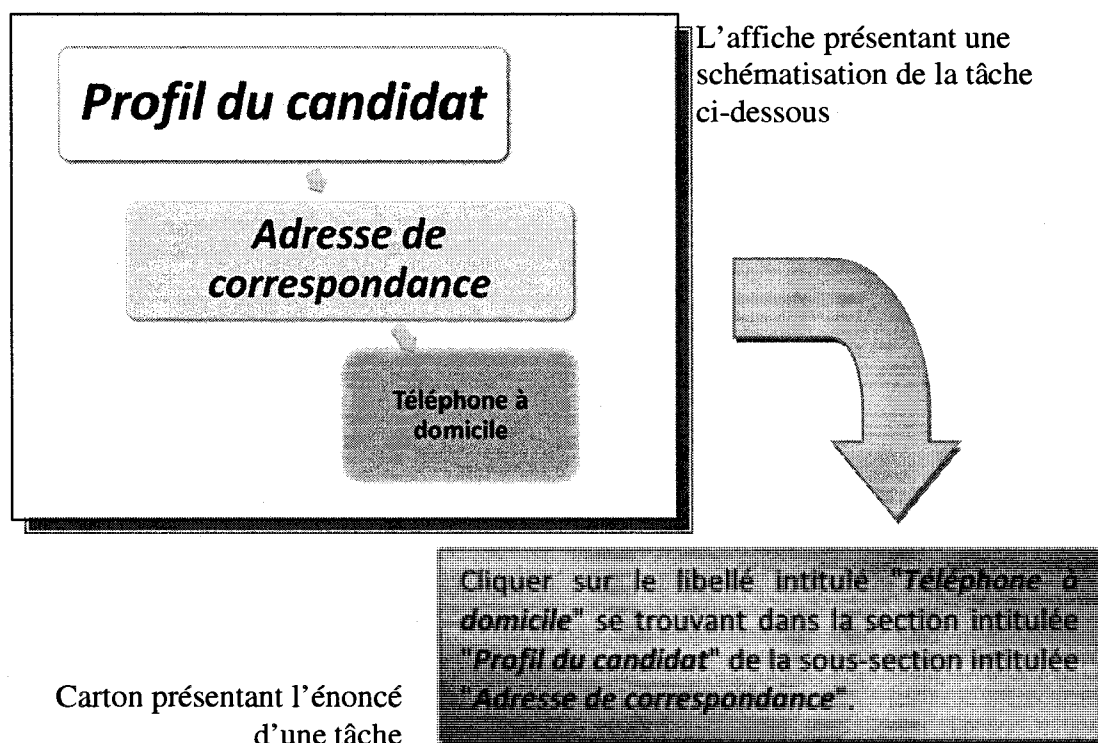 L'affiche présentant une
schématisation de la tâche
ci-dessous
Profil du candidat
Adresse de
correspondance
Téléphone à
domicile
Cliquer sur le libellé intitulé "Téléphone à
domicile" se trouvant dans la section intitulée
"Profil du candidat" de la sous-section intitulée
"Adresse de correspondance".
Carton présentant l'énoncé
d'une tâche